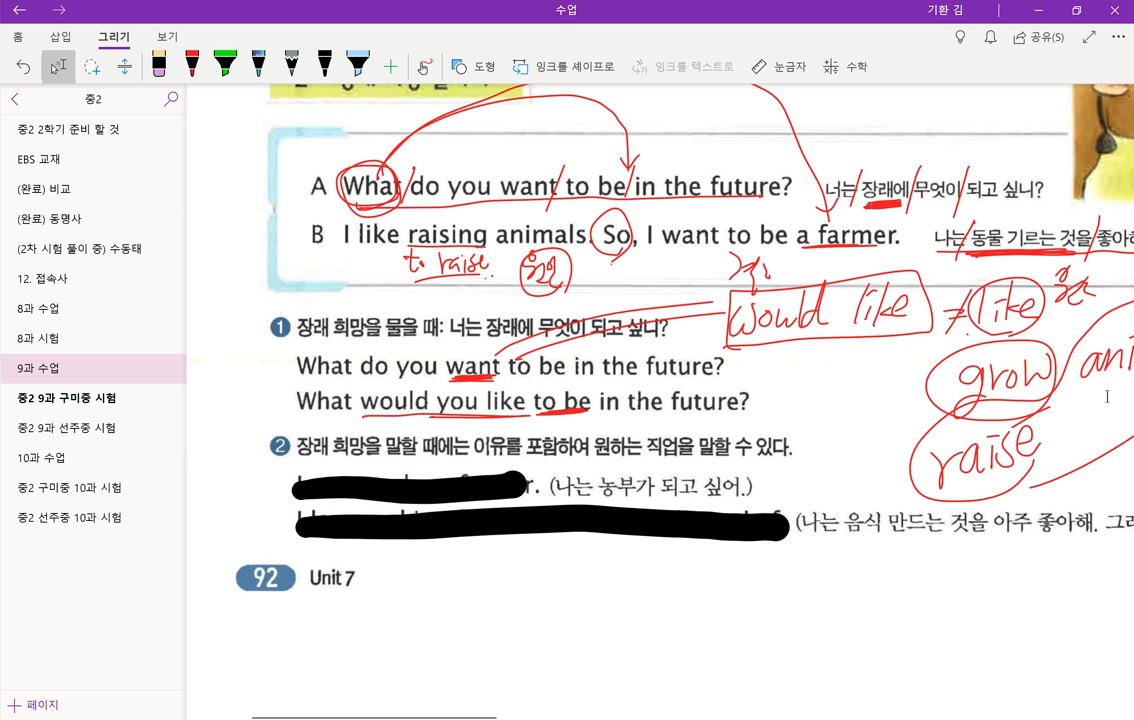 수업
기환 김
홈 삽입 그리기 보기
공유(S)
도형 잉크를 셰이프로 잉크를 텍스트로 눈금자 수학
중2
중2 2학기 준비 할 것
EBS 교재
(완료) 비교
(완료) 동명사
(2차 시험 풀이 중) 수동태
12. 접속사
8과 수업
8과 시험
9과 수업
중2 9과 구미중 시험
중2 9과 선주중 시험
10과 수업
중2 구미중 10과 시험
중2 선주중 10과 시험
페이지
A What do you want to be in the future? 너는 장래에 무엇이 되고 싶니?
B I like raising animals. So, I want to be a farmer. 나는 동물 기르는 것을 좋아
to raise
would like ≠ like
1 장래 희망을 물을 때: 너는 장래에 무엇이 되고 싶니?
What do you want to be in the future?
What would you like to be in the future?
grow ani
raise
2 장래 희망을 말할 때에는 이유를 포함하여 원하는 직업을 말할 수 있다.
r. (나는 농부가 되고 싶어.)
(나는 음식 만드는 것을 아주 좋아해. 그
92 Unit 7